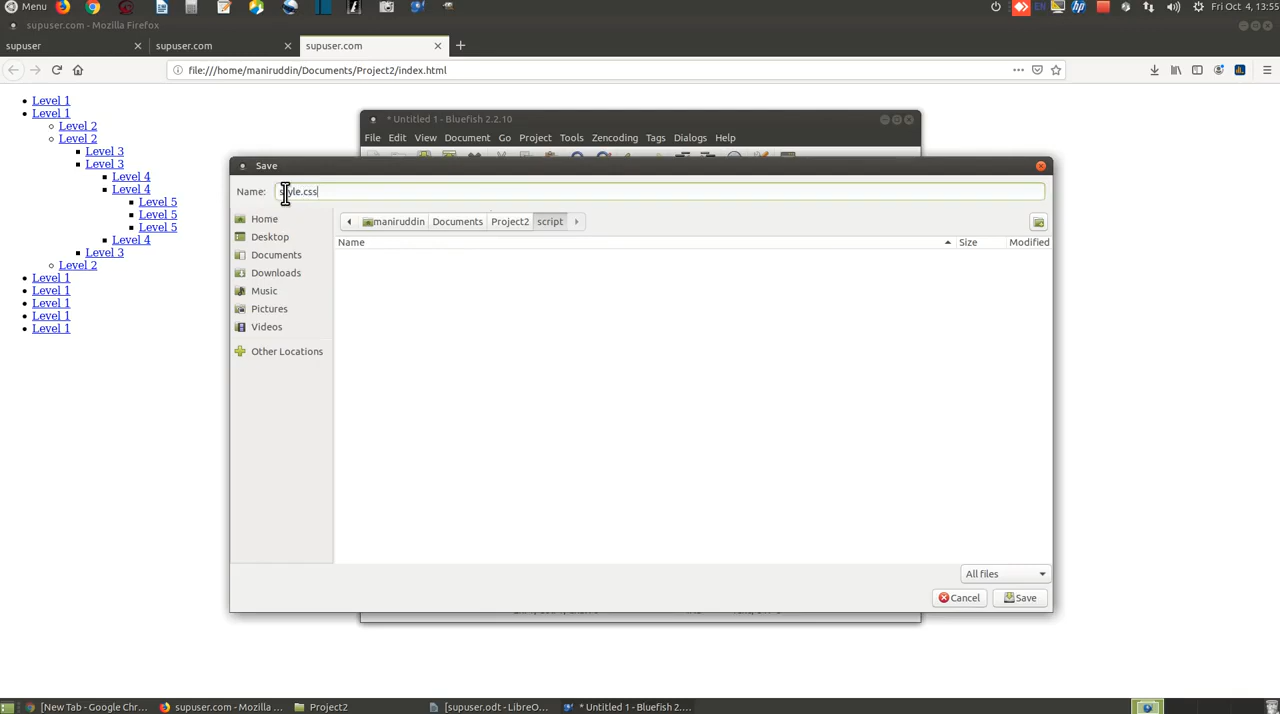 Menu
EN
hp
Fri Oct 4, 13:55
supuser.com - Mozilla Firefox
supuser
supuser.com
supuser.com
file:///home/maniruddin/Documents/Project2/index.html
Level 1
Level 1
Level 2
Level 2
Level 3
Level 3
Level 4
Level 4
Level 5
Level 5
Level 5
Level 4
Level 3
Level 2
Level 1
Level 1
Level 1
Level 1
Level 1
* Untitled 1 - Bluefish 2.2.10
File Edit View Document Go Project Tools Zencoding Tags Dialogs Help
Save
Name: style.css
maniruddin Documents Project2 script
Name Size Modified
Home
Desktop
Documents
Downloads
Music
Pictures
Videos
Other Locations
All files
Cancel Save
[New Tab - Google Chr...
supuser.com - Mozilla ...
Project2
[supuser.odt - LibreO...
* Untitled 1 - Bluefish 2....